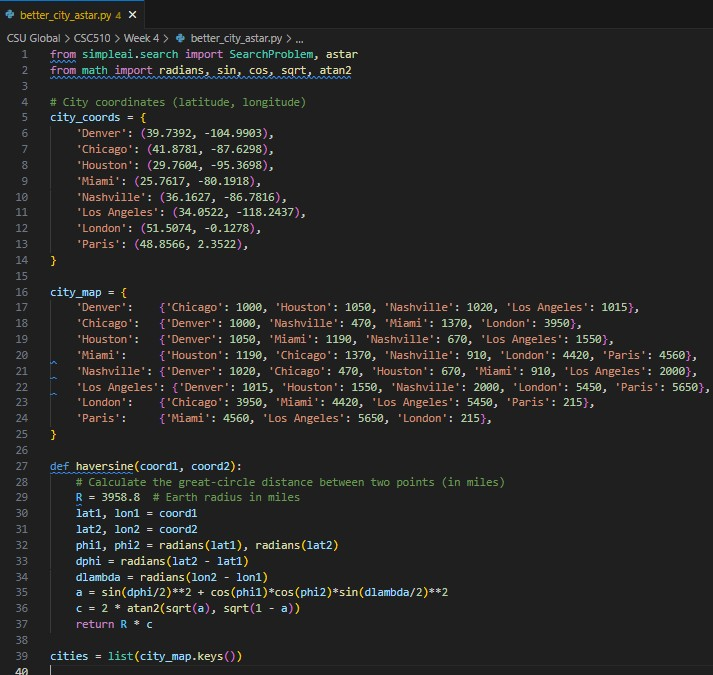 better_city_astar.py 4 ×
CSU Global > CSC510 > Week 4 > better_city_astar.py > ...
1 from simpleai.search import SearchProblem, astar
2 from math import radians, sin, cos, sqrt, atan2
3
4 # City coordinates (latitude, longitude)
5 city_coords = {
6     'Denver': (39.7392, -104.9903),
7     'Chicago': (41.8781, -87.6298),
8     'Houston': (29.7604, -95.3698),
9     'Miami': (25.7617, -80.1918),
10     'Nashville': (36.1627, -86.7816),
11     'Los Angeles': (34.0522, -118.2437),
12     'London': (51.5074, -0.1278),
13     'Paris': (48.8566, 2.3522),
14 }
15
16 city_map = {
17     'Denver':    {'Chicago': 1000, 'Houston': 1050, 'Nashville': 1020, 'Los Angeles': 1015},
18     'Chicago':   {'Denver': 1000, 'Nashville': 470, 'Miami': 1370, 'London': 3950},
19     'Houston':   {'Denver': 1050, 'Miami': 1190, 'Nashville': 670, 'Los Angeles': 1550},
20     'Miami':     {'Houston': 1190, 'Chicago': 1370, 'Nashville': 910, 'London': 4420, 'Paris': 4560},
21     'Nashville': {'Denver': 1020, 'Chicago': 470, 'Houston': 670, 'Miami': 910, 'Los Angeles': 2000},
22     'Los Angeles': {'Denver': 1015, 'Houston': 1550, 'Nashville': 2000, 'London': 5450, 'Paris': 5650},
23     'London':    {'Chicago': 3950, 'Miami': 4420, 'Los Angeles': 5450, 'Paris': 215},
24     'Paris':     {'Miami': 4560, 'Los Angeles': 5650, 'London': 215},
25 }
26
27 def haversine(coord1, coord2):
28     # Calculate the great-circle distance between two points (in miles)
29     R = 3958.8  # Earth radius in miles
30     lat1, lon1 = coord1
31     lat2, lon2 = coord2
32     phi1, phi2 = radians(lat1), radians(lat2)
33     dphi = radians(lat2 - lat1)
34     dlambda = radians(lon2 - lon1)
35     a = sin(dphi/2)**2 + cos(phi1)*cos(phi2)*sin(dlambda/2)**2
36     c = 2 * atan2(sqrt(a), sqrt(1 - a))
37     return R * c
38
39 cities = list(city_map.keys())
40